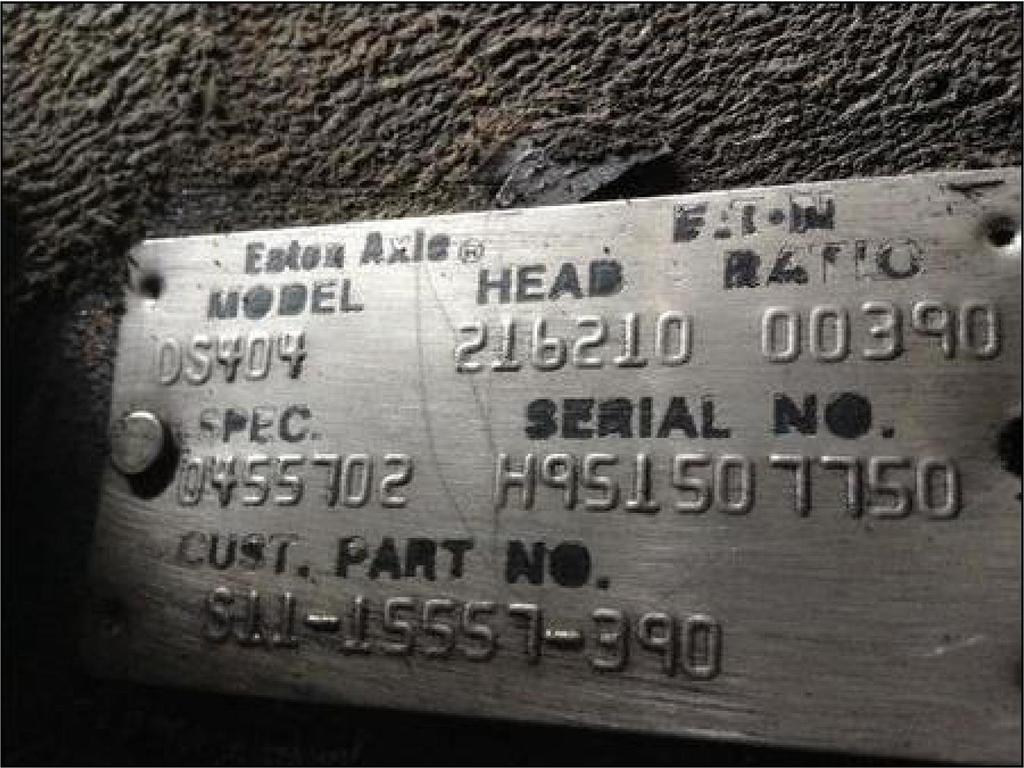 Eaton Axle® EATON
MODEL HEAD RATIO
DS404 216210 00390
SPEC. SERIAL NO.
0455702 H951507750
CUST. PART NO.
S11-15557-390